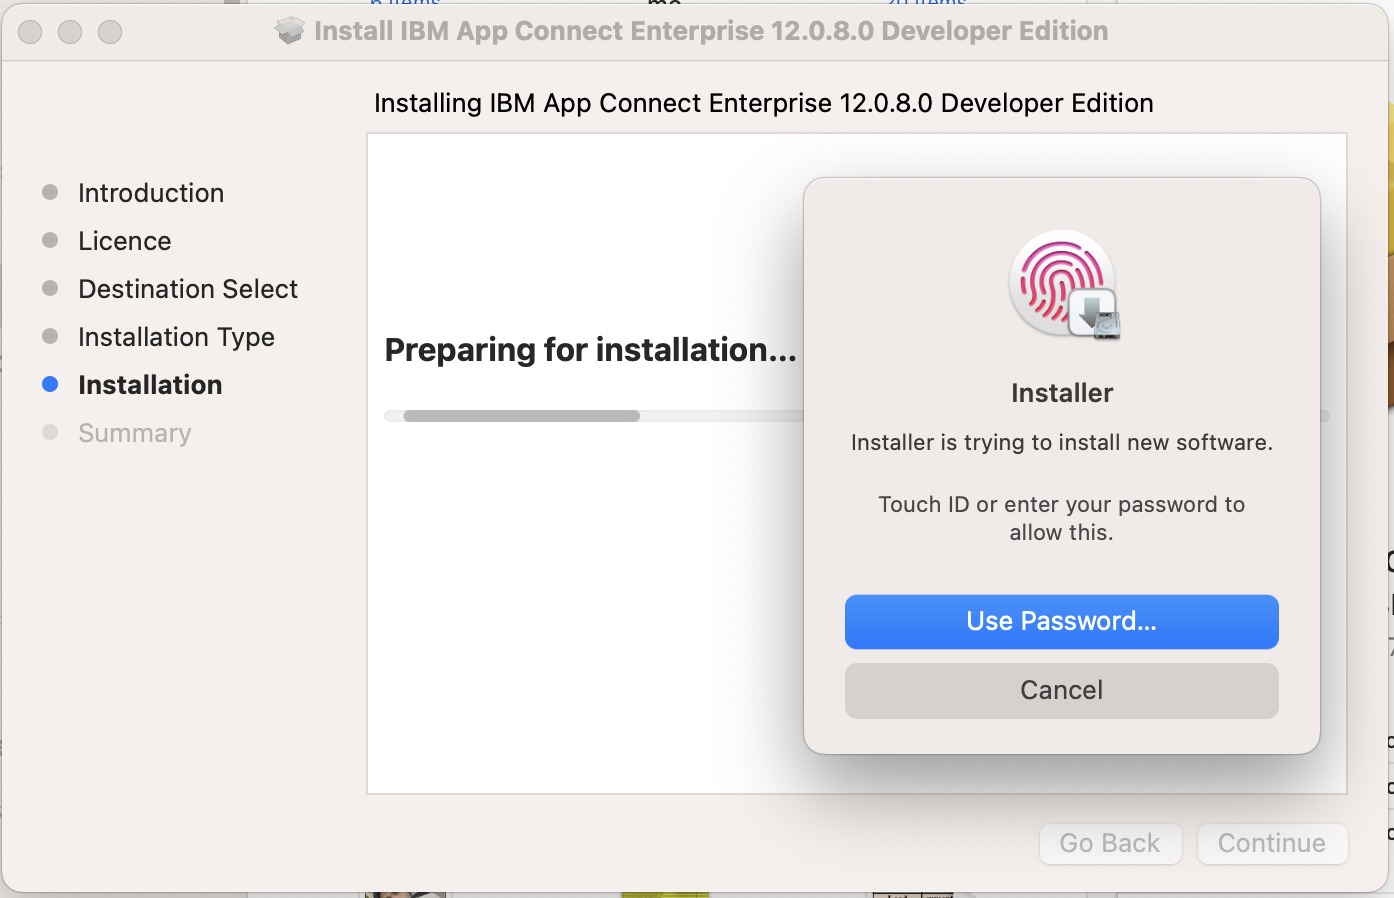 Install IBM App Connect Enterprise 12.0.8.0 Developer Edition
Installing IBM App Connect Enterprise 12.0.8.0 Developer Edition
Introduction
Licence
Destination Select
Installation Type
Installation
Summary
Preparing for installation...
Installer
Installer is trying to install new software.
Touch ID or enter your password to
allow this.
Use Password...
Cancel
Go Back
Continue